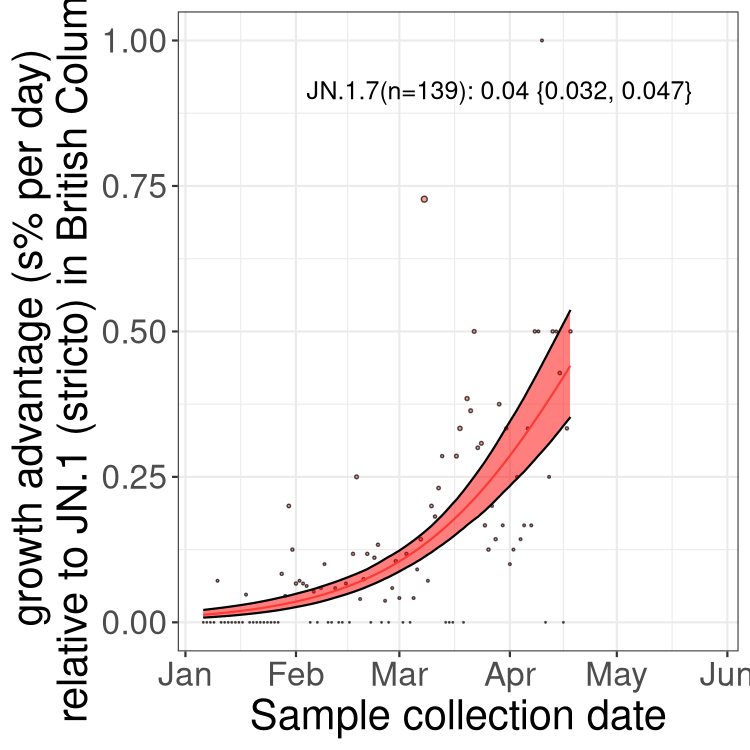 growth advantage (s% per day)
relative to JN.1 (stricto) in British Colum
1.00
0.75
0.50
0.25
0.00
JN.1.7(n=139): 0.04 {0.032, 0.047}
Jan Feb Mar Apr May Jun
Sample collection date